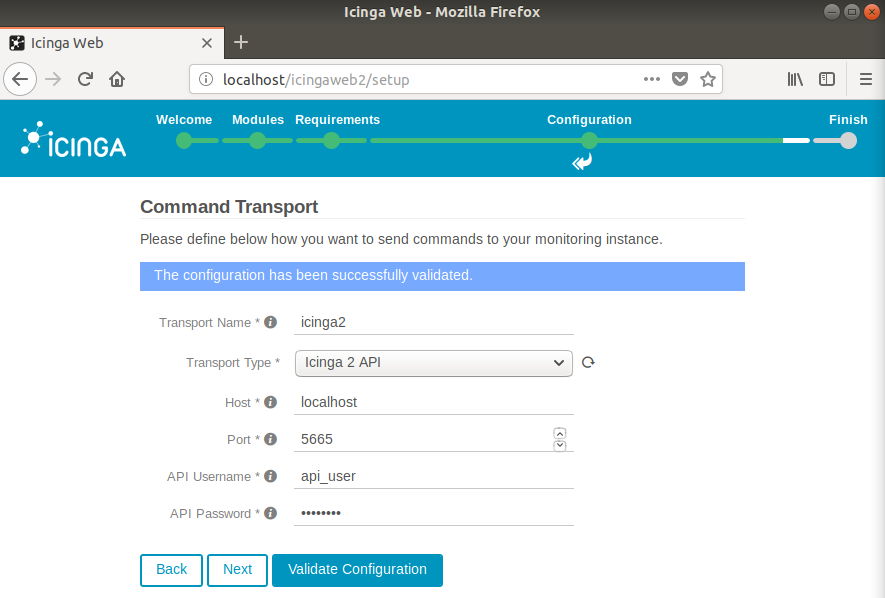 Icinga Web - Mozilla Firefox
Icinga Web
localhost/icingaweb2/setup
Welcome Modules Requirements Configuration Finish
ICINGA
Command Transport
Please define below how you want to send commands to your monitoring instance.
The configuration has been successfully validated.
Transport Name * icinga2
Transport Type * Icinga 2 API
Host * localhost
Port * 5665
API Username * api_user
API Password * ••••••••
Back Next Validate Configuration